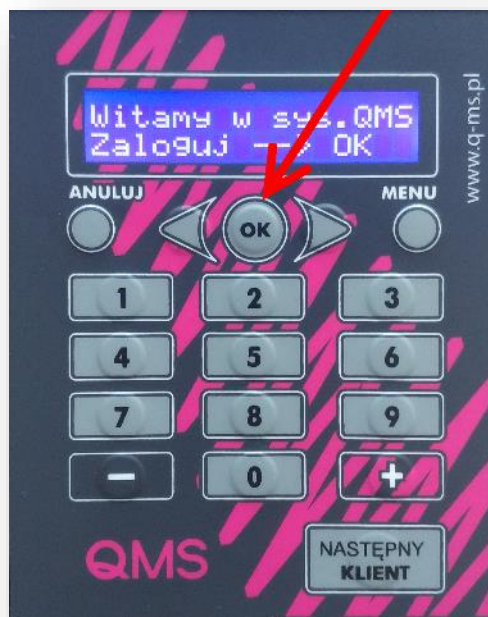 Witamy w sys.QMS
Zaloguj --> OK
www.q-ms.pl
ANULUJ
OK
MENU
1 2 3
4 5 6
7 8 9
− 0 +
QMS
NASTĘPNY
KLIENT